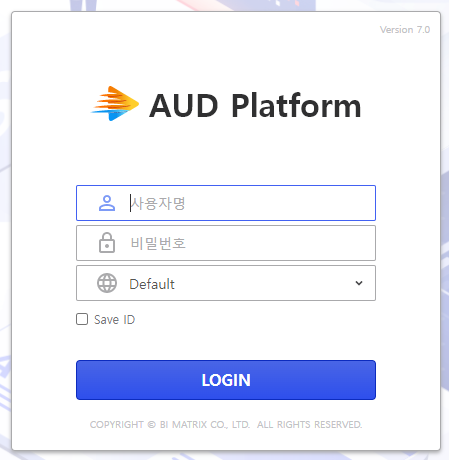 Version 7.0
AUD Platform
사용자명
비밀번호
Default
Save ID
LOGIN
COPYRIGHT © BI MATRIX CO., LTD. ALL RIGHTS RESERVED.